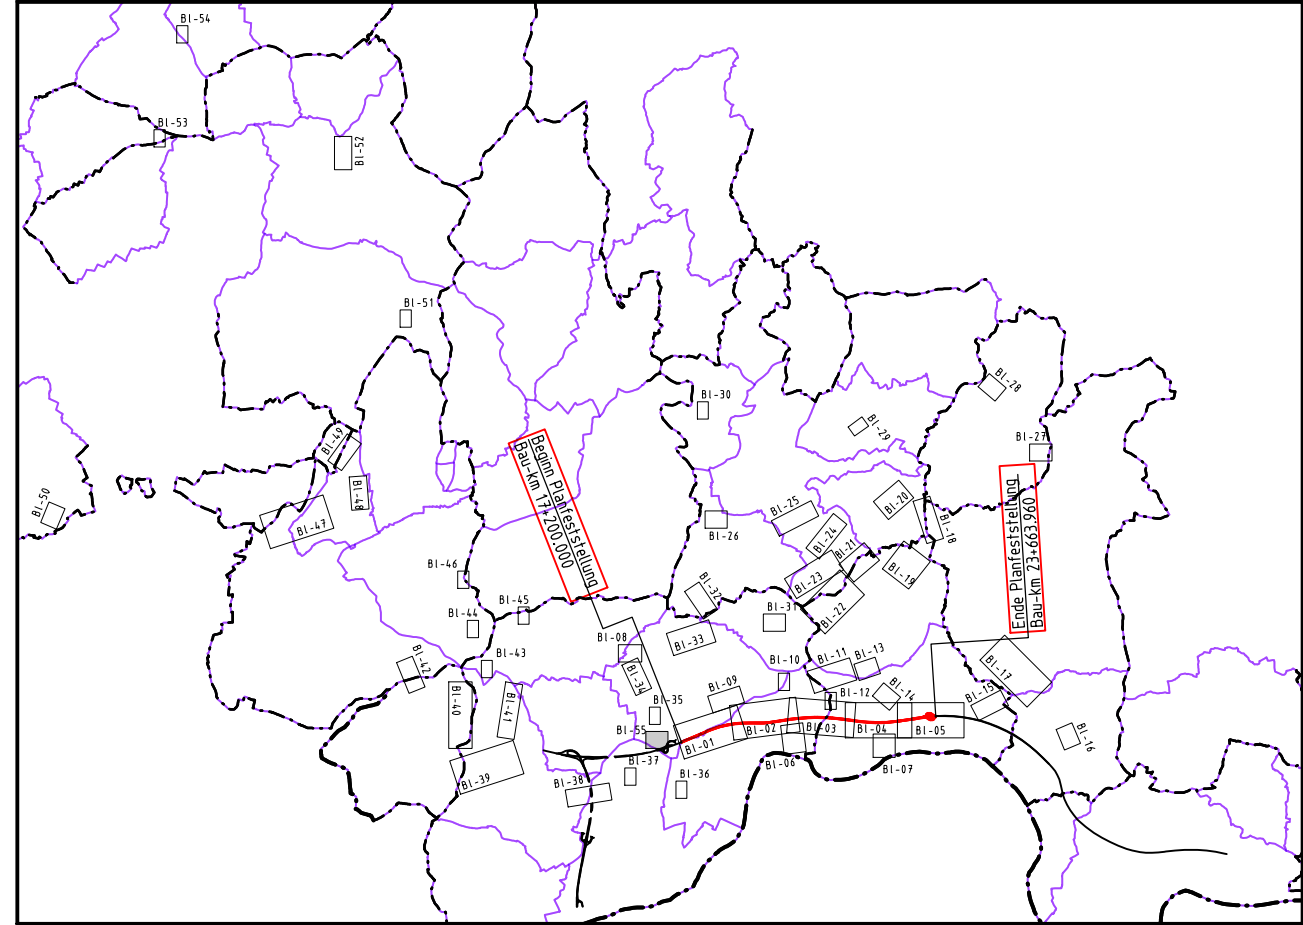 Bl-54
Bl-53
Bl-52
Bl-51
Bl-28
Bl-30
Bl-29
Bl-27
Bl-49
Bl-48
Bl-50
Bl-47
Beginn Planfeststellung
Bau-km 17+200.000
Ende Planfeststellung
Bau-km 23+663.960
Bl-25
Bl-20
Bl-18
Bl-26
Bl-24
Bl-21
Bl-19
Bl-23
Bl-22
Bl-46
Bl-45
Bl-44
Bl-32
Bl-31
Bl-33
Bl-08
Bl-34
Bl-43
Bl-42
Bl-10
Bl-11
Bl-13
Bl-17
Bl-09
Bl-12
Bl-14
Bl-15
Bl-40
Bl-41
Bl-35
Bl-55
Bl-01
Bl-02
Bl-03
Bl-04
Bl-05
Bl-16
Bl-06
Bl-07
Bl-37
Bl-36
Bl-38
Bl-39